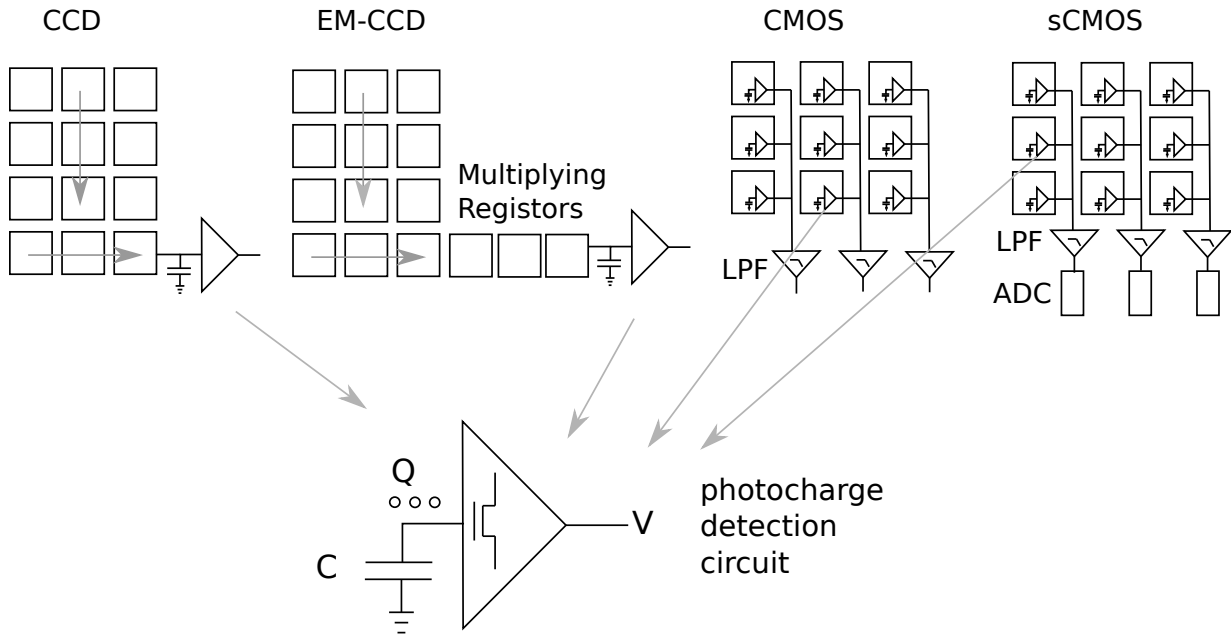 CCD
EM-CCD
CMOS
sCMOS
Multiplying
Registors
LPF
LPF
ADC
Q
C
V
photocharge
detection
circuit